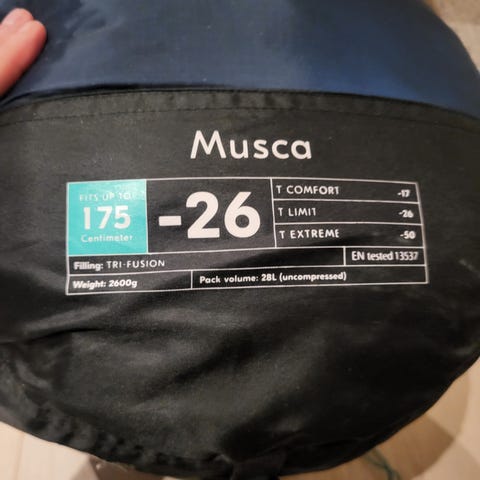 Musca
FITS UP TO
175
Centimeter
-26
T COMFORT -17
T LIMIT -26
T EXTREME -50
Filling: TRI-FUSION
EN tested 13537
Weight: 2600g
Pack volume: 28L (uncompressed)